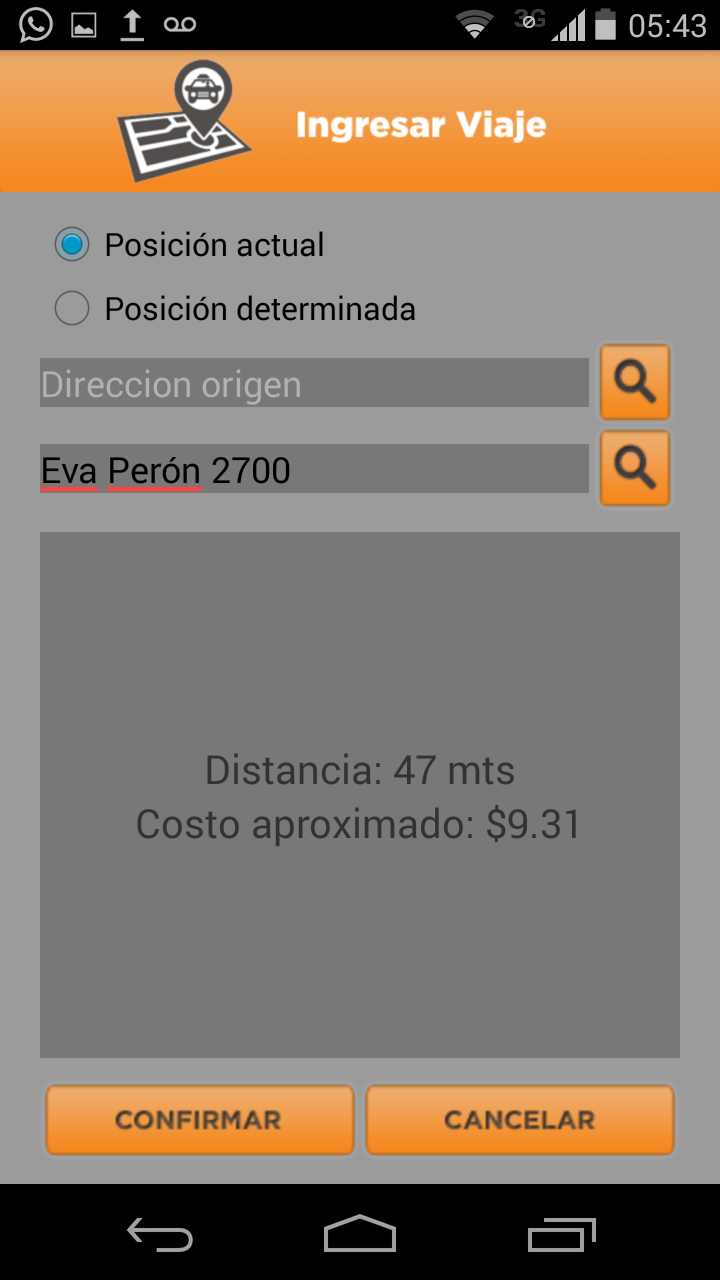 3G 05:43
Ingresar Viaje
Posición actual
Posición determinada
Direccion origen
Eva Perón 2700
Distancia: 47 mts
Costo aproximado: $9.31
CONFIRMAR CANCELAR